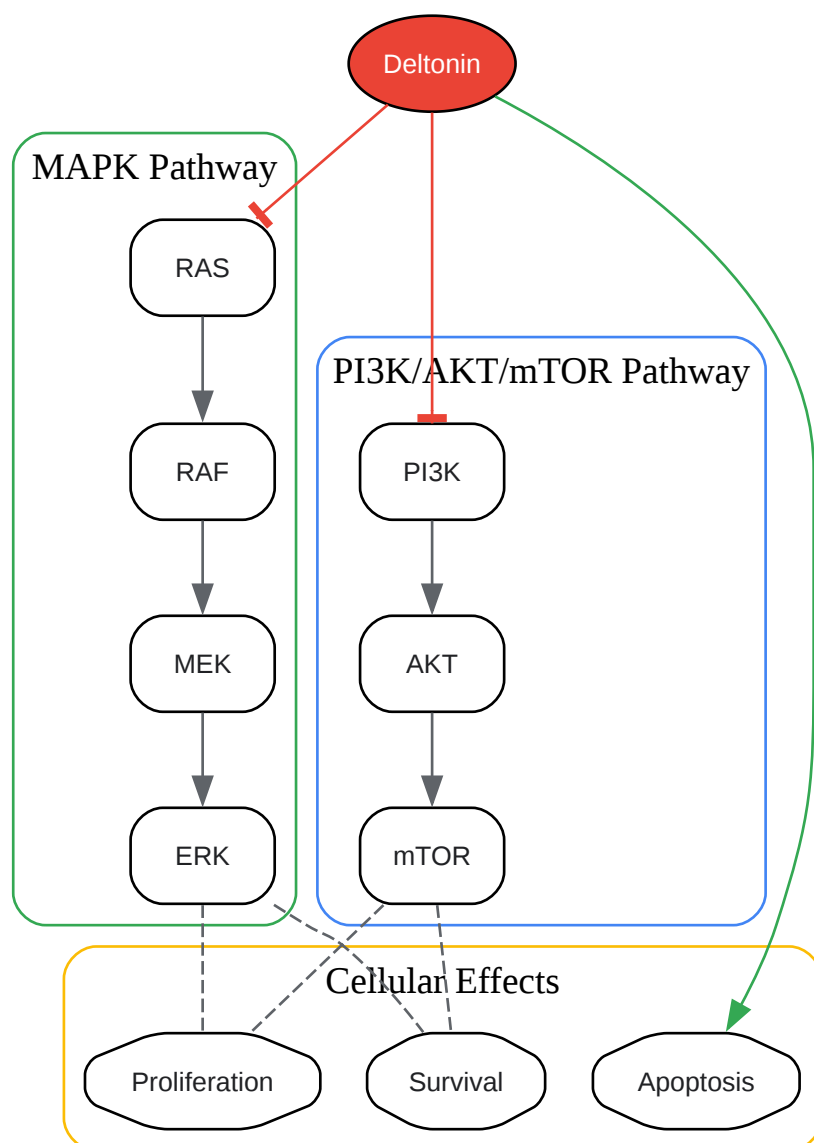 Deltonin
MAPK Pathway
RAS
PI3K/AKT/mTOR Pathway
RAF
PI3K
MEK
AKT
ERK
mTOR
Cellular Effects
Proliferation
Survival
Apoptosis